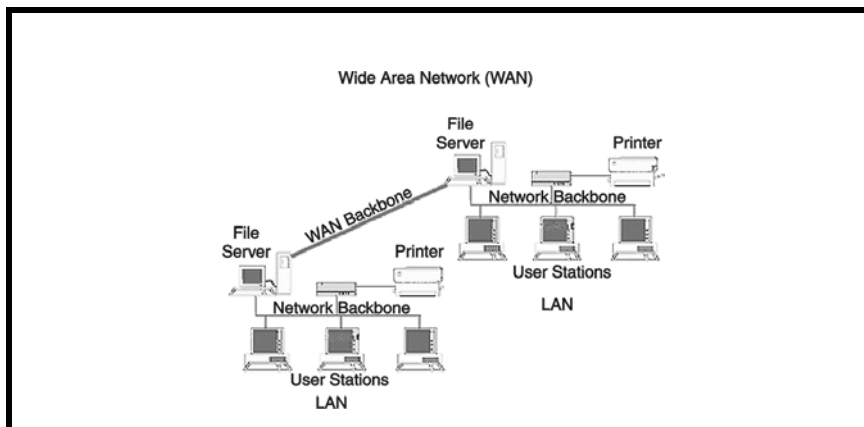 Wide Area Network (WAN)
File
Server
Printer
Network Backbone
User Stations
LAN
WAN Backbone
File
Server
Printer
Network Backbone
User Stations
LAN